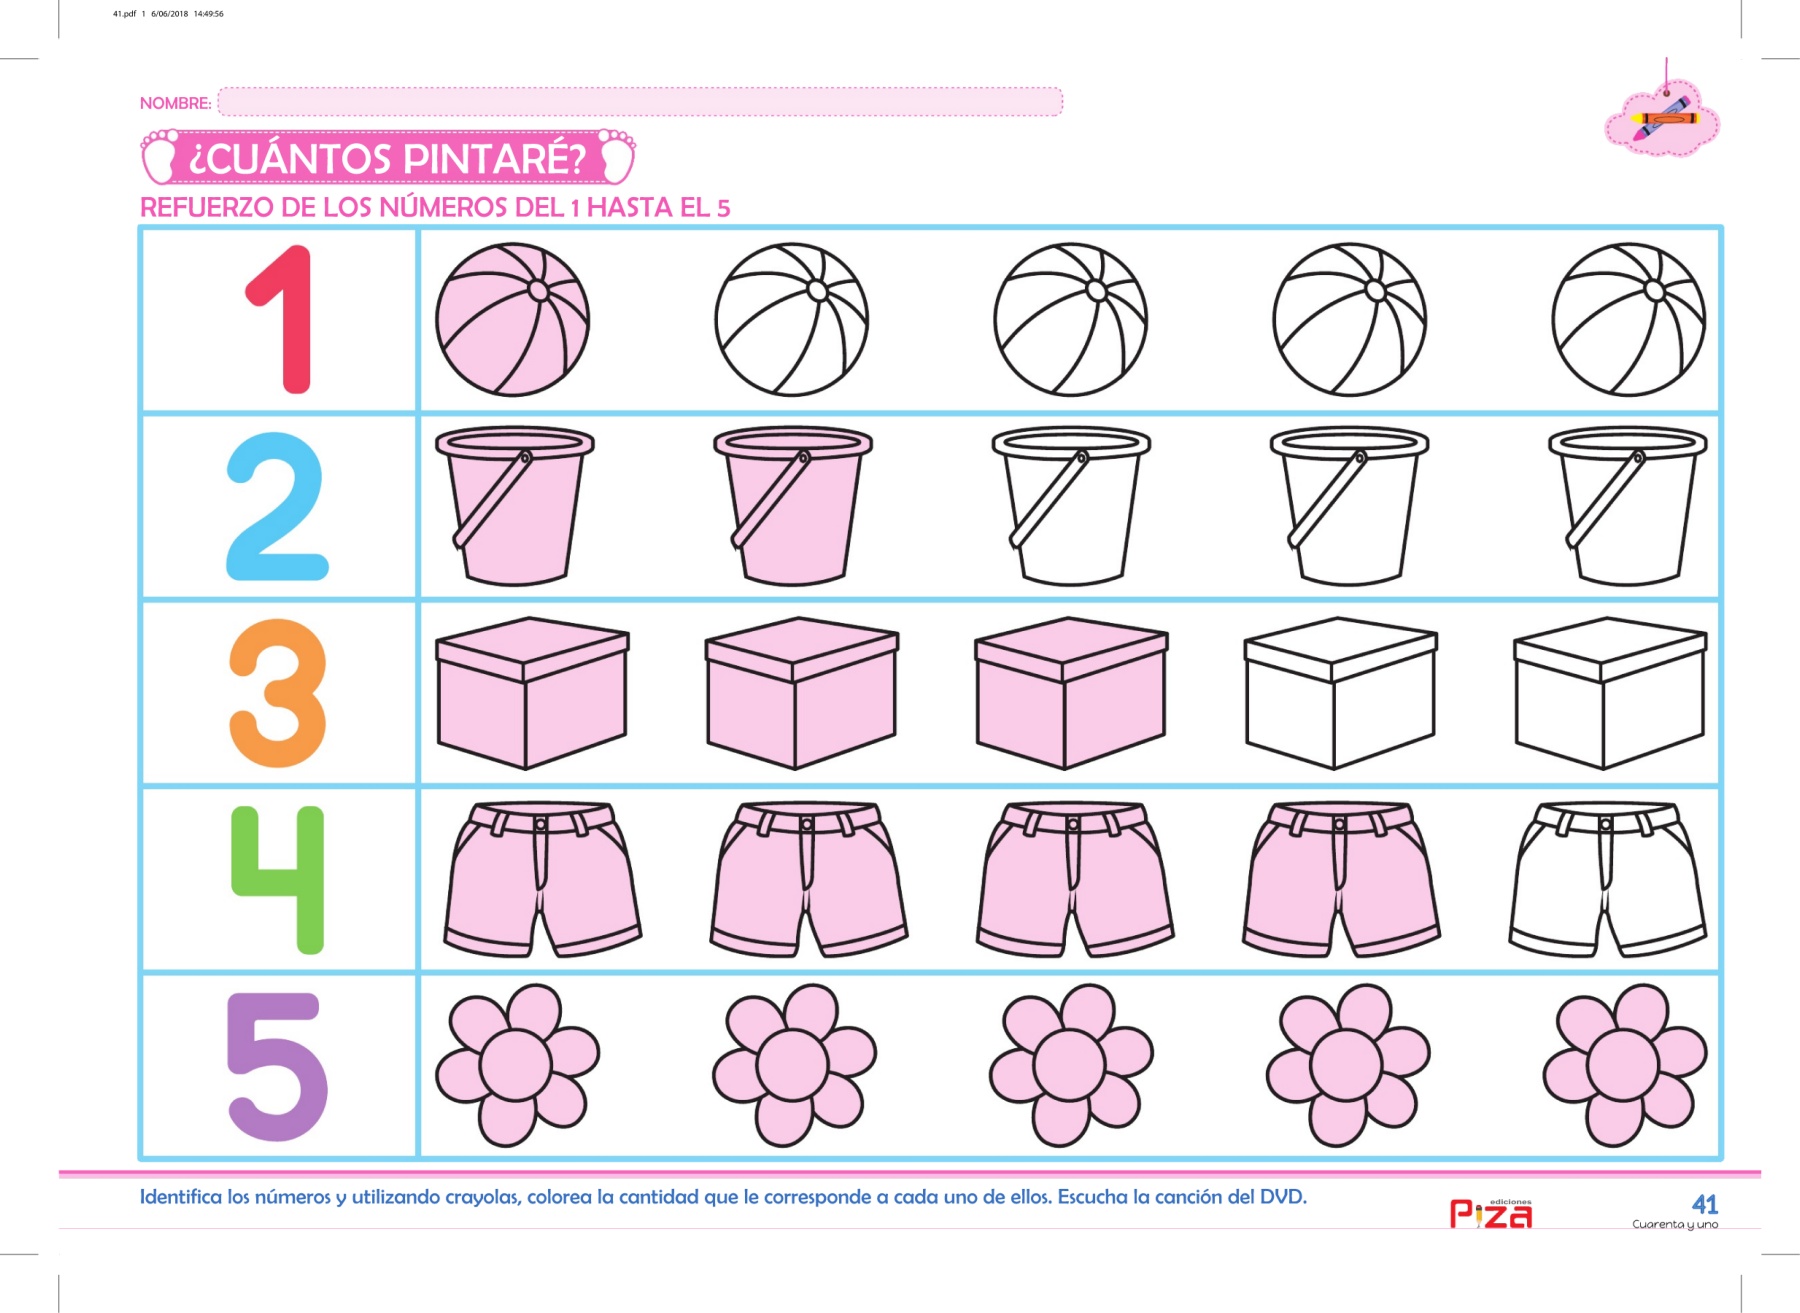 41.pdf 1 6/06/2018 14:49:56
NOMBRE:
¿CUÁNTOS PINTARÉ?
REFUERZO DE LOS NÚMEROS DEL 1 HASTA EL 5
1
2
3
4
5
Identifica los números y utilizando crayolas, colorea la cantidad que le corresponde a cada uno de ellos. Escucha la canción del DVD.
ediciones
Piza
41
Cuarenta y uno